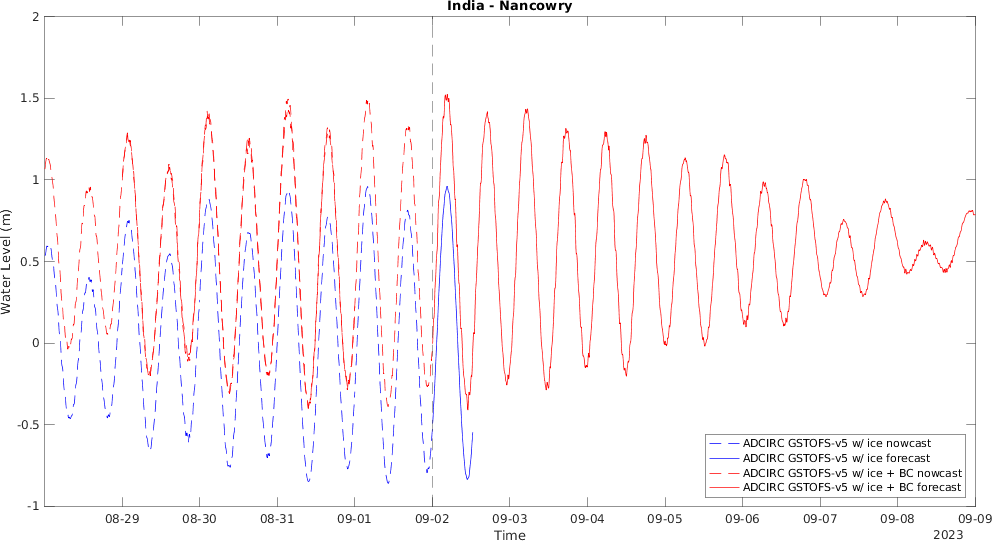 India - Nancowry
2
1.5
1
0.5
0
-0.5
-1
Water Level (m)
08-29 08-30 08-31 09-01 09-02 09-03 09-04 09-05 09-06 09-07 09-08 09-09
2023
Time
ADCIRC GSTOFS-v5 w/ ice nowcast
ADCIRC GSTOFS-v5 w/ ice forecast
ADCIRC GSTOFS-v5 w/ ice + BC nowcast
ADCIRC GSTOFS-v5 w/ ice + BC forecast